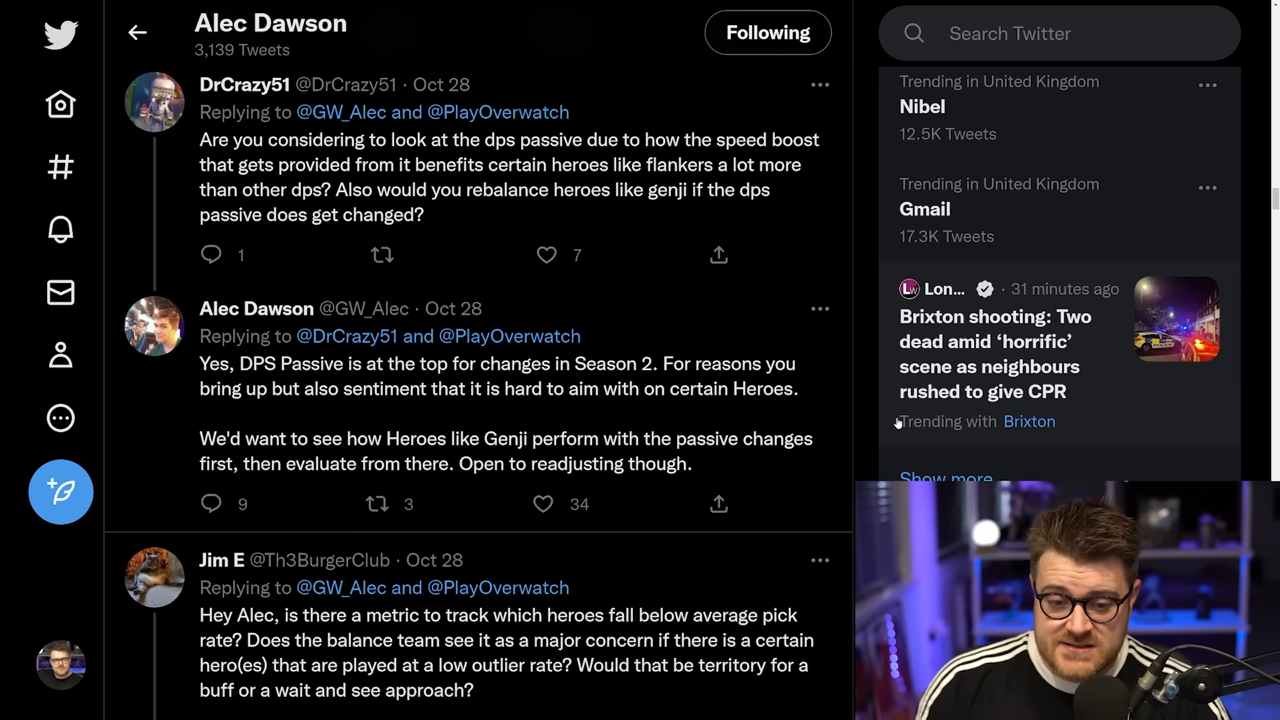 Alec Dawson
3,139 Tweets
Following
Search Twitter
DrCrazy51 @DrCrazy51 · Oct 28
Replying to @GW_Alec and @PlayOverwatch
Are you considering to look at the dps passive due to how the speed boost
that gets provided from it benefits certain heroes like flankers a lot more
than other dps? Also would you rebalance heroes like genji if the dps
passive does get changed?
1
7
Alec Dawson @GW_Alec · Oct 28
Replying to @DrCrazy51 and @PlayOverwatch
Yes, DPS Passive is at the top for changes in Season 2. For reasons you
bring up but also sentiment that it is hard to aim with on certain Heroes.
We'd want to see how Heroes like Genji perform with the passive changes
first, then evaluate from there. Open to readjusting though.
9
3
34
Jim E @Th3BurgerClub · Oct 28
Replying to @GW_Alec and @PlayOverwatch
Hey Alec, is there a metric to track which heroes fall below average pick
rate? Does the balance team see it as a major concern if there is a certain
hero(es) that are played at a low outlier rate? Would that be territory for a
buff or a wait and see approach?
Trending in United Kingdom
Nibel
12.5K Tweets
Trending in United Kingdom
Gmail
17.3K Tweets
Lw Lon... · 31 minutes ago
Brixton shooting: Two
dead amid ‘horrific’
scene as neighbours
rushed to give CPR
Trending with Brixton
Show more